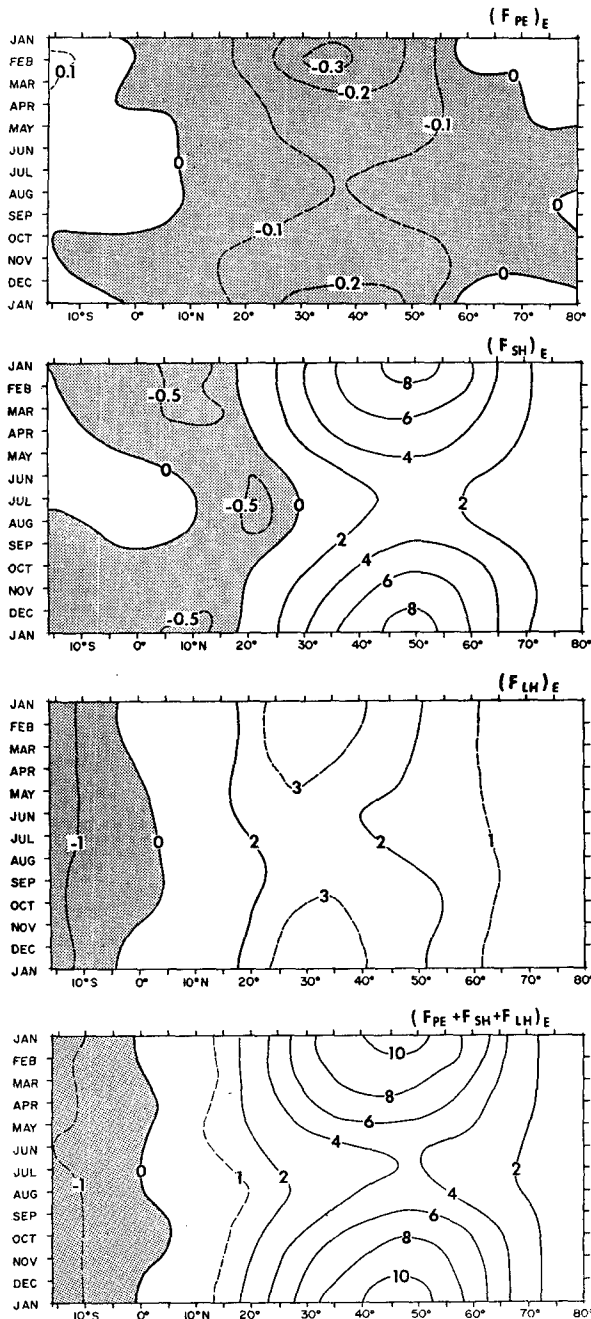 (F_PE)_E
JAN
FEB
MAR
APR
MAY
JUN
JUL
AUG
SEP
OCT
NOV
DEC
JAN
0.1
0
-0.3
-0.2
-0.1
0
0
0
-0.1
-0.2
0
10°S 0° 10°N 20° 30° 40° 50° 60° 70° 80°
(F_SH)_E
JAN
FEB
MAR
APR
MAY
JUN
JUL
AUG
SEP
OCT
NOV
DEC
JAN
-0.5
8
6
4
0
-0.5
0
2
2
4
6
8
-0.5
10°S 0° 10°N 20° 30° 40° 50° 60° 70° 80°
(F_LH)_E
JAN
FEB
MAR
APR
MAY
JUN
JUL
AUG
SEP
OCT
NOV
DEC
JAN
3
-1
0
2
2
1
3
10°S 0° 10°N 20° 30° 40° 50° 60° 70° 80°
(F_PE+F_SH+F_LH)_E
JAN
FEB
MAR
APR
MAY
JUN
JUL
AUG
SEP
OCT
NOV
DEC
JAN
10
8
6
4
-1
0
1
2
2
4
6
8
10
10°S 0° 10°N 20° 30° 40° 50° 60° 70° 80°